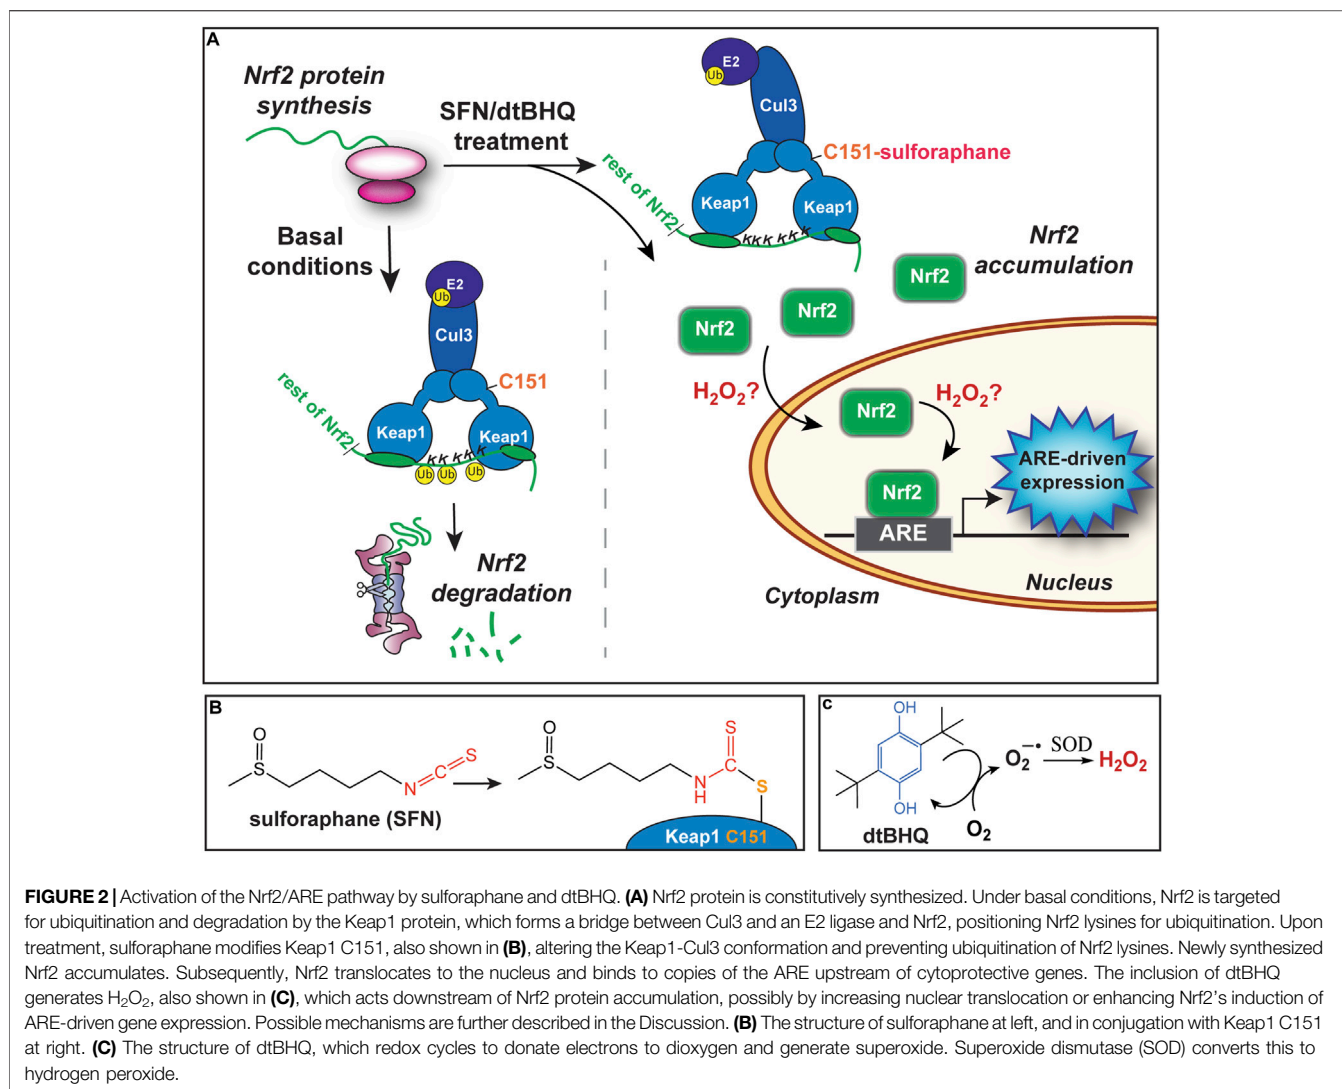 A
Nrf2 protein
synthesis
SFN/dtBHQ
treatment
Basal
conditions
E2
Ub
Cul3
C151
rest of Nrf2
Keap1
Keap1
KK KKK
Ub
Ub
Ub
Nrf2
degradation
E2
Ub
Cul3
C151-sulforaphane
rest of Nrf2
Keap1
Keap1
KKK KKK
Nrf2
accumulation
Nrf2
Nrf2
Nrf2
H₂O₂?
Nrf2
H₂O₂?
Nrf2
ARE
ARE-driven
expression
Cytoplasm
Nucleus
B
O
S
N
C
S
sulforaphane (SFN)
O
S
N
H
S
S
Keap1 C151
C
OH
OH
dtBHQ
O₂
O₂⁻•
SOD
H₂O₂
FIGURE 2 | Activation of the Nrf2/ARE pathway by sulforaphane and dtBHQ. (A) Nrf2 protein is constitutively synthesized. Under basal conditions, Nrf2 is targeted
for ubiquitination and degradation by the Keap1 protein, which forms a bridge between Cul3 and an E2 ligase and Nrf2, positioning Nrf2 lysines for ubiquitination. Upon
treatment, sulforaphane modifies Keap1 C151, also shown in (B), altering the Keap1-Cul3 conformation and preventing ubiquitination of Nrf2 lysines. Newly synthesized
Nrf2 accumulates. Subsequently, Nrf2 translocates to the nucleus and binds to copies of the ARE upstream of cytoprotective genes. The inclusion of dtBHQ
generates H₂O₂, also shown in (C), which acts downstream of Nrf2 protein accumulation, possibly by increasing nuclear translocation or enhancing Nrf2's induction of
ARE-driven gene expression. Possible mechanisms are further described in the Discussion. (B) The structure of sulforaphane at left, and in conjugation with Keap1 C151
at right. (C) The structure of dtBHQ, which redox cycles to donate electrons to dioxygen and generate superoxide. Superoxide dismutase (SOD) converts this to
hydrogen peroxide.